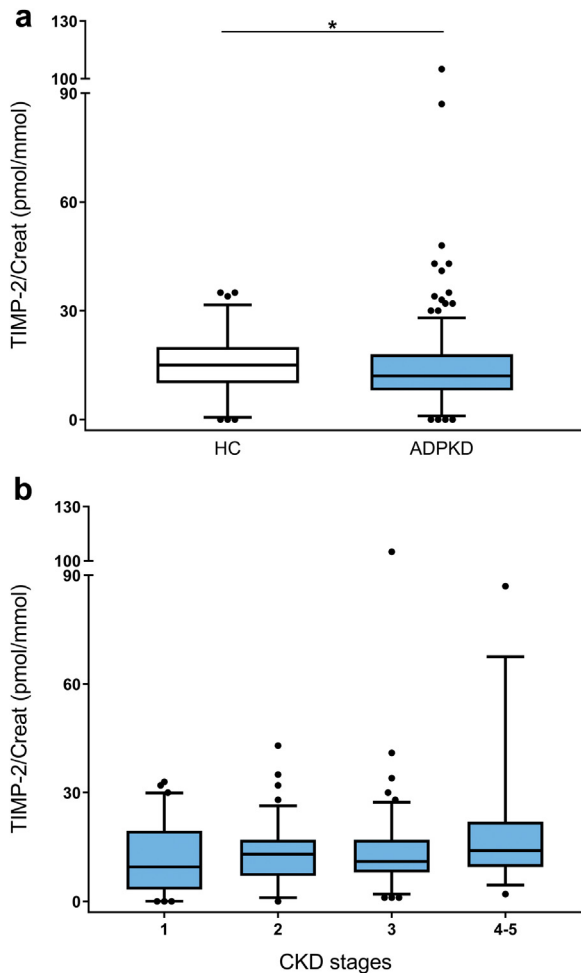 a
130
*
100
90
60
30
0
TIMP-2/Creat (pmol/mmol)
HC
ADPKD
b
130
100
90
60
30
0
TIMP-2/Creat (pmol/mmol)
1
2
3
4-5
CKD stages